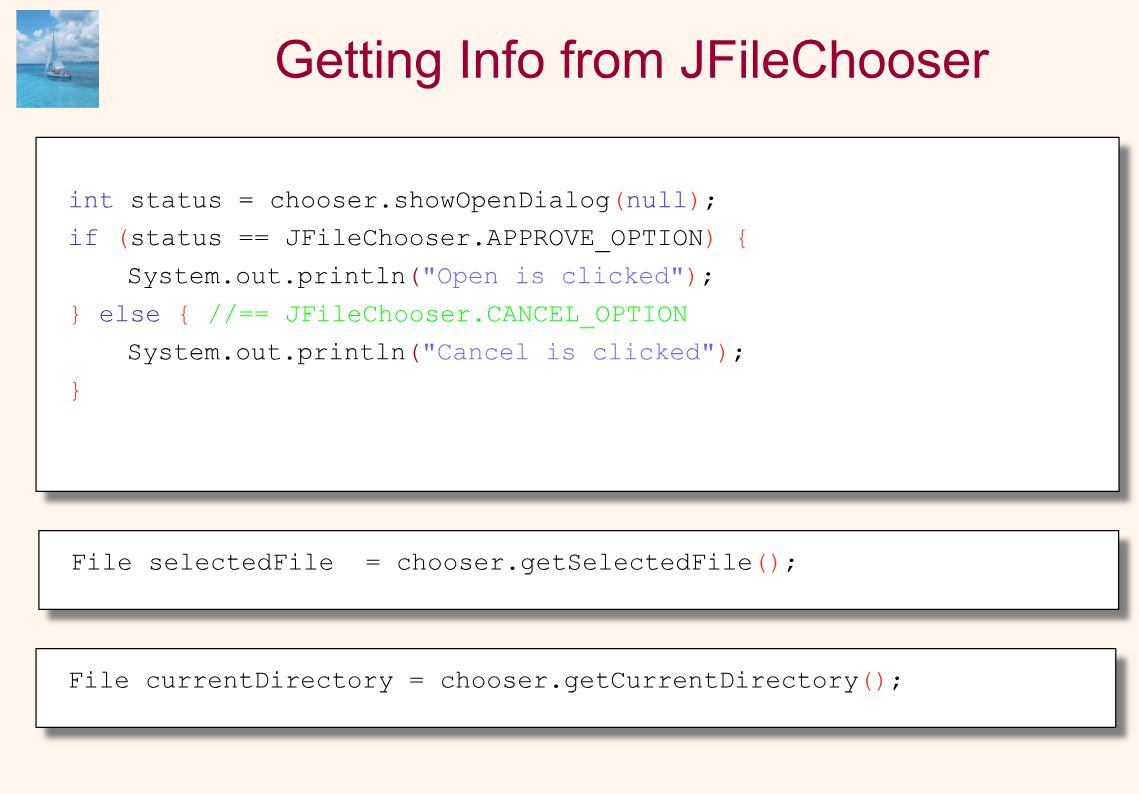 Getting Info from JFileChooser
int status = chooser.showOpenDialog(null);
if (status == JFileChooser.APPROVE_OPTION) {
System.out.println("Open is clicked");
} else { //== JFileChooser.CANCEL_OPTION
System.out.println("Cancel is clicked");
}
File selectedFile = chooser.getSelectedFile();
File currentDirectory = chooser.getCurrentDirectory();